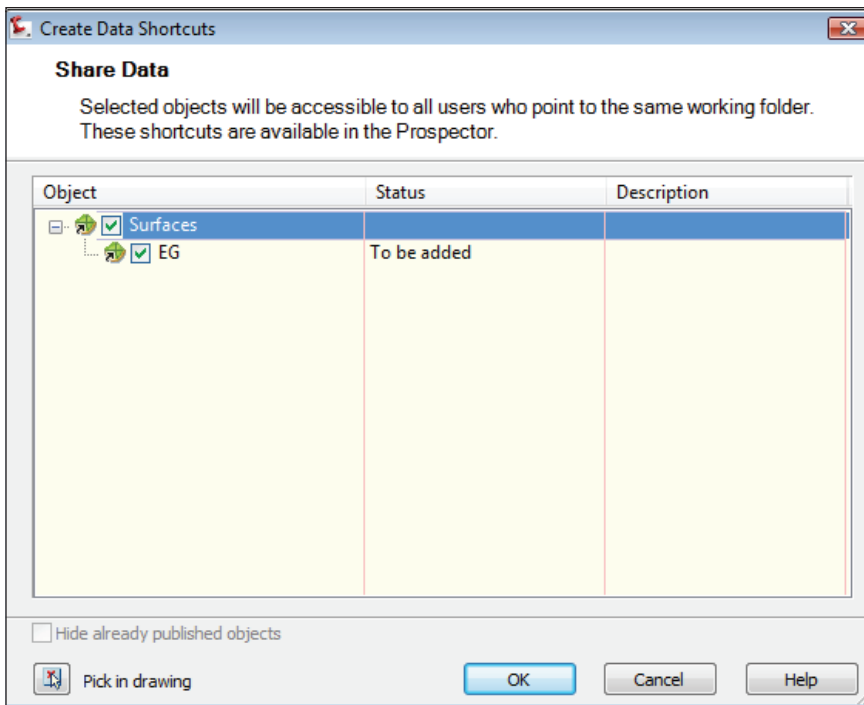 Create Data Shortcuts
Share Data
Selected objects will be accessible to all users who point to the same working folder.
These shortcuts are available in the Prospector.
Object Status Description
Surfaces
EG To be added
Hide already published objects
Pick in drawing OK Cancel Help